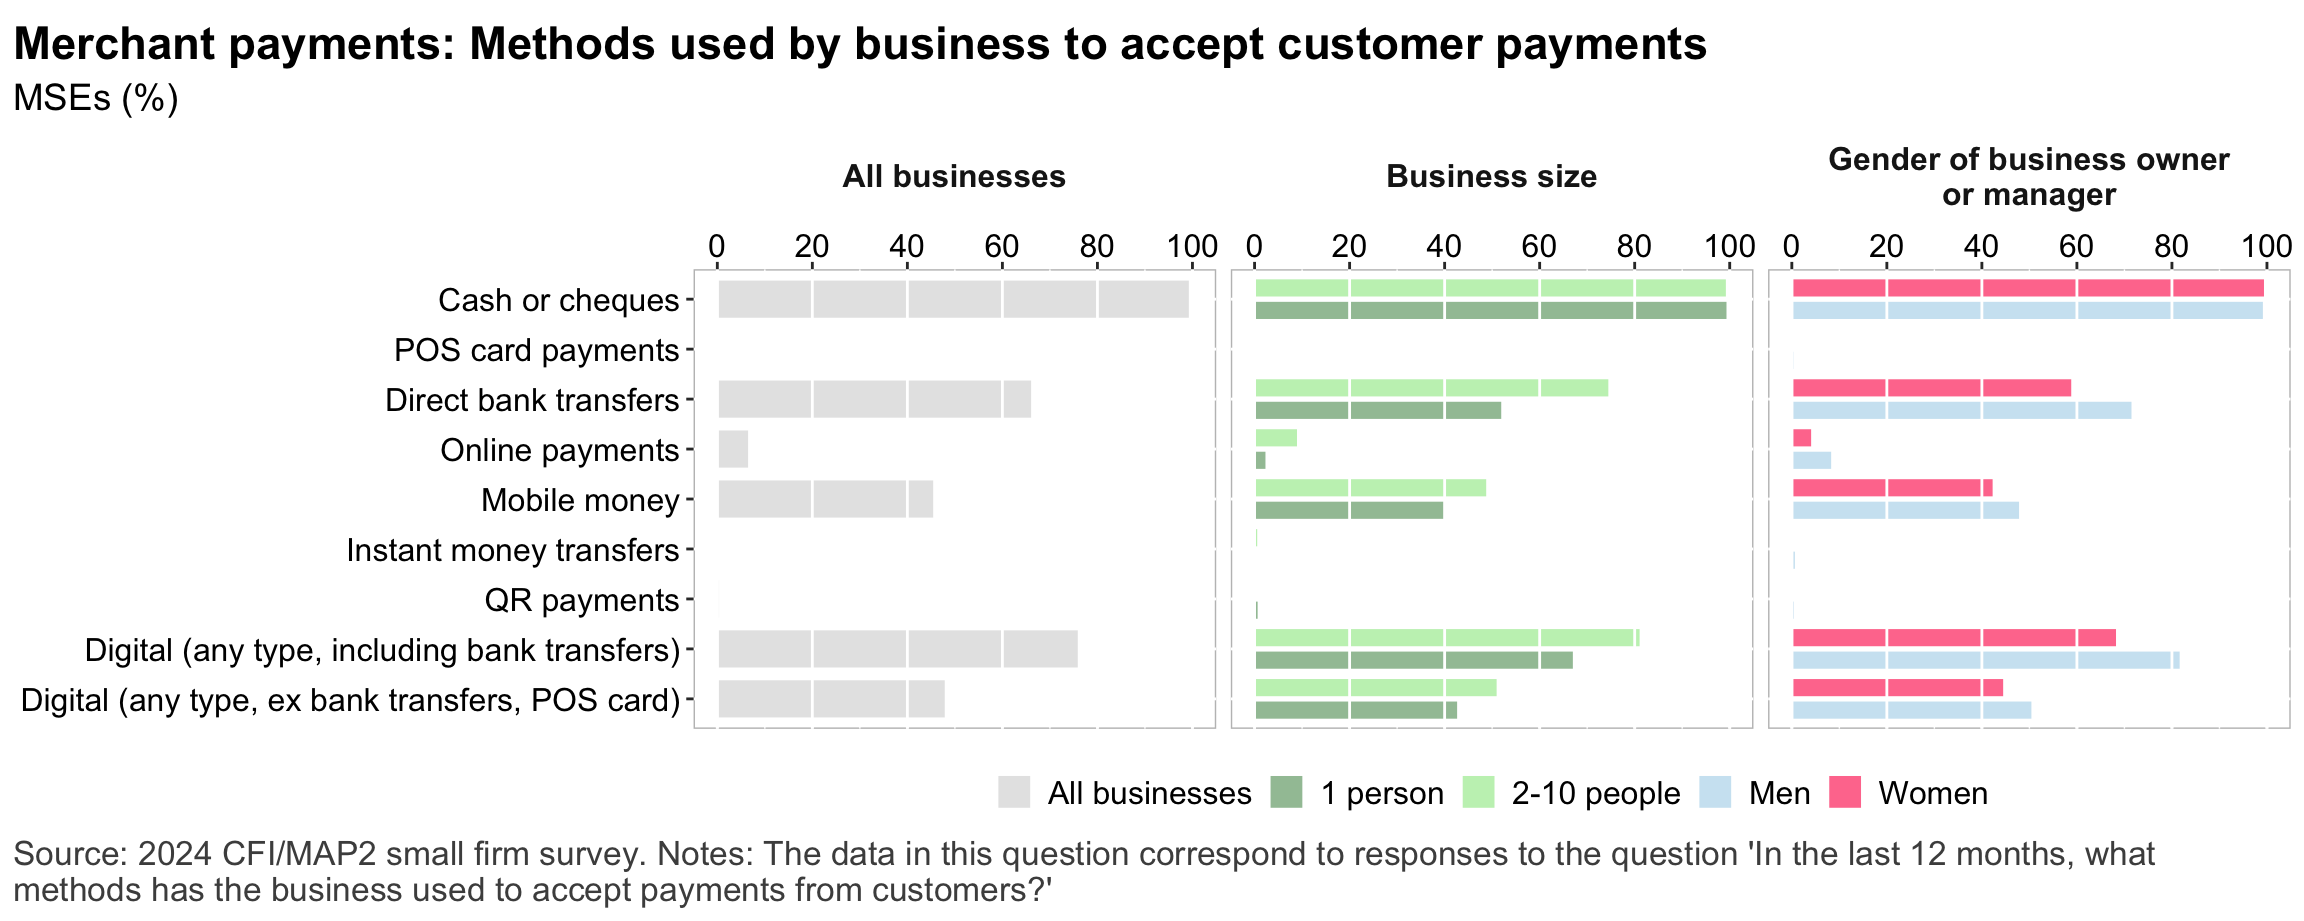 Merchant payments: Methods used by business to accept customer payments
MSEs (%)
All businesses
Business size
Gender of business owner
or manager
0 20 40 60 80 100
0 20 40 60 80 100
0 20 40 60 80 100
Cash or cheques
POS card payments
Direct bank transfers
Online payments
Mobile money
Instant money transfers
QR payments
Digital (any type, including bank transfers)
Digital (any type, ex bank transfers, POS card)
All businesses 1 person 2-10 people Men Women
Source: 2024 CFI/MAP2 small firm survey. Notes: The data in this question correspond to responses to the question 'In the last 12 months, what
methods has the business used to accept payments from customers?'